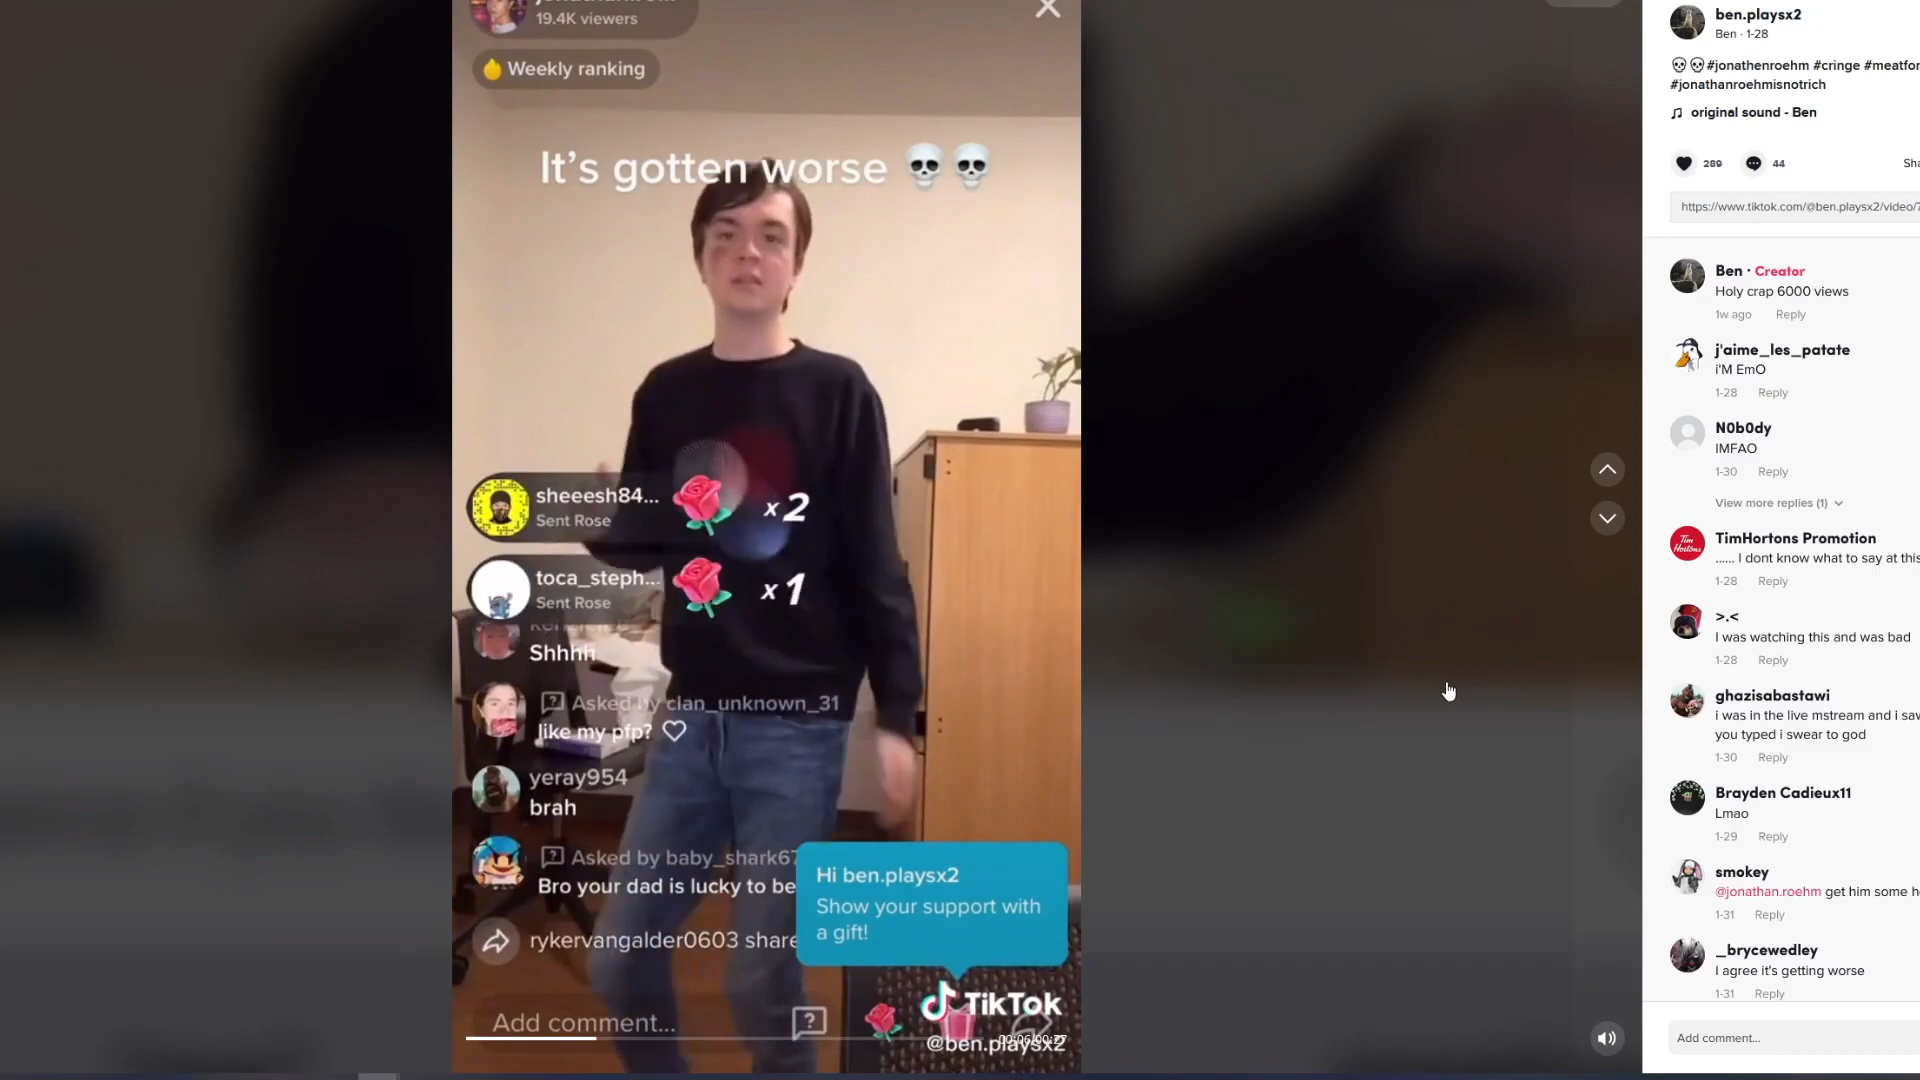 19.4K viewers
Weekly ranking
It's gotten worse 💀💀
sheeesh84...
Sent Rose
x2
toca_steph...
Sent Rose
x1
Shhhh
Asked by clan_unknown_31
like my pfp? ♡
yeray954
brah
Asked by baby_shark67
Bro your dad is lucky to be
rykervangalder0603 share
Hi ben.playsx2
Show your support with
a gift!
Add comment...
TikTok
@ben.playsx2
00:06/00:27
ben.playsx2
Ben · 1-28
💀💀#jonathenroehm #cringe #meatfor
#jonathanroehmisnotrich
original sound - Ben
289
44
Sha
https://www.tiktok.com/@ben.playsx2/video/7
Ben · Creator
Holy crap 6000 views
1w ago Reply
j'aime_les_patate
i'M EmO
1-28 Reply
N0b0dy
lMFAO
1-30 Reply
View more replies (1)
Tim Hortons
TimHortons Promotion
...... I dont know what to say at this
1-28 Reply
>.<
I was watching this and was bad
1-28 Reply
ghazisabastawi
i was in the live mstream and i saw
you typed i swear to god
1-30 Reply
Brayden Cadieux11
Lmao
1-29 Reply
smokey
@jonathan.roehm get him some h
1-31 Reply
_brycewedley
I agree it's getting worse
1-31 Reply
Add comment...